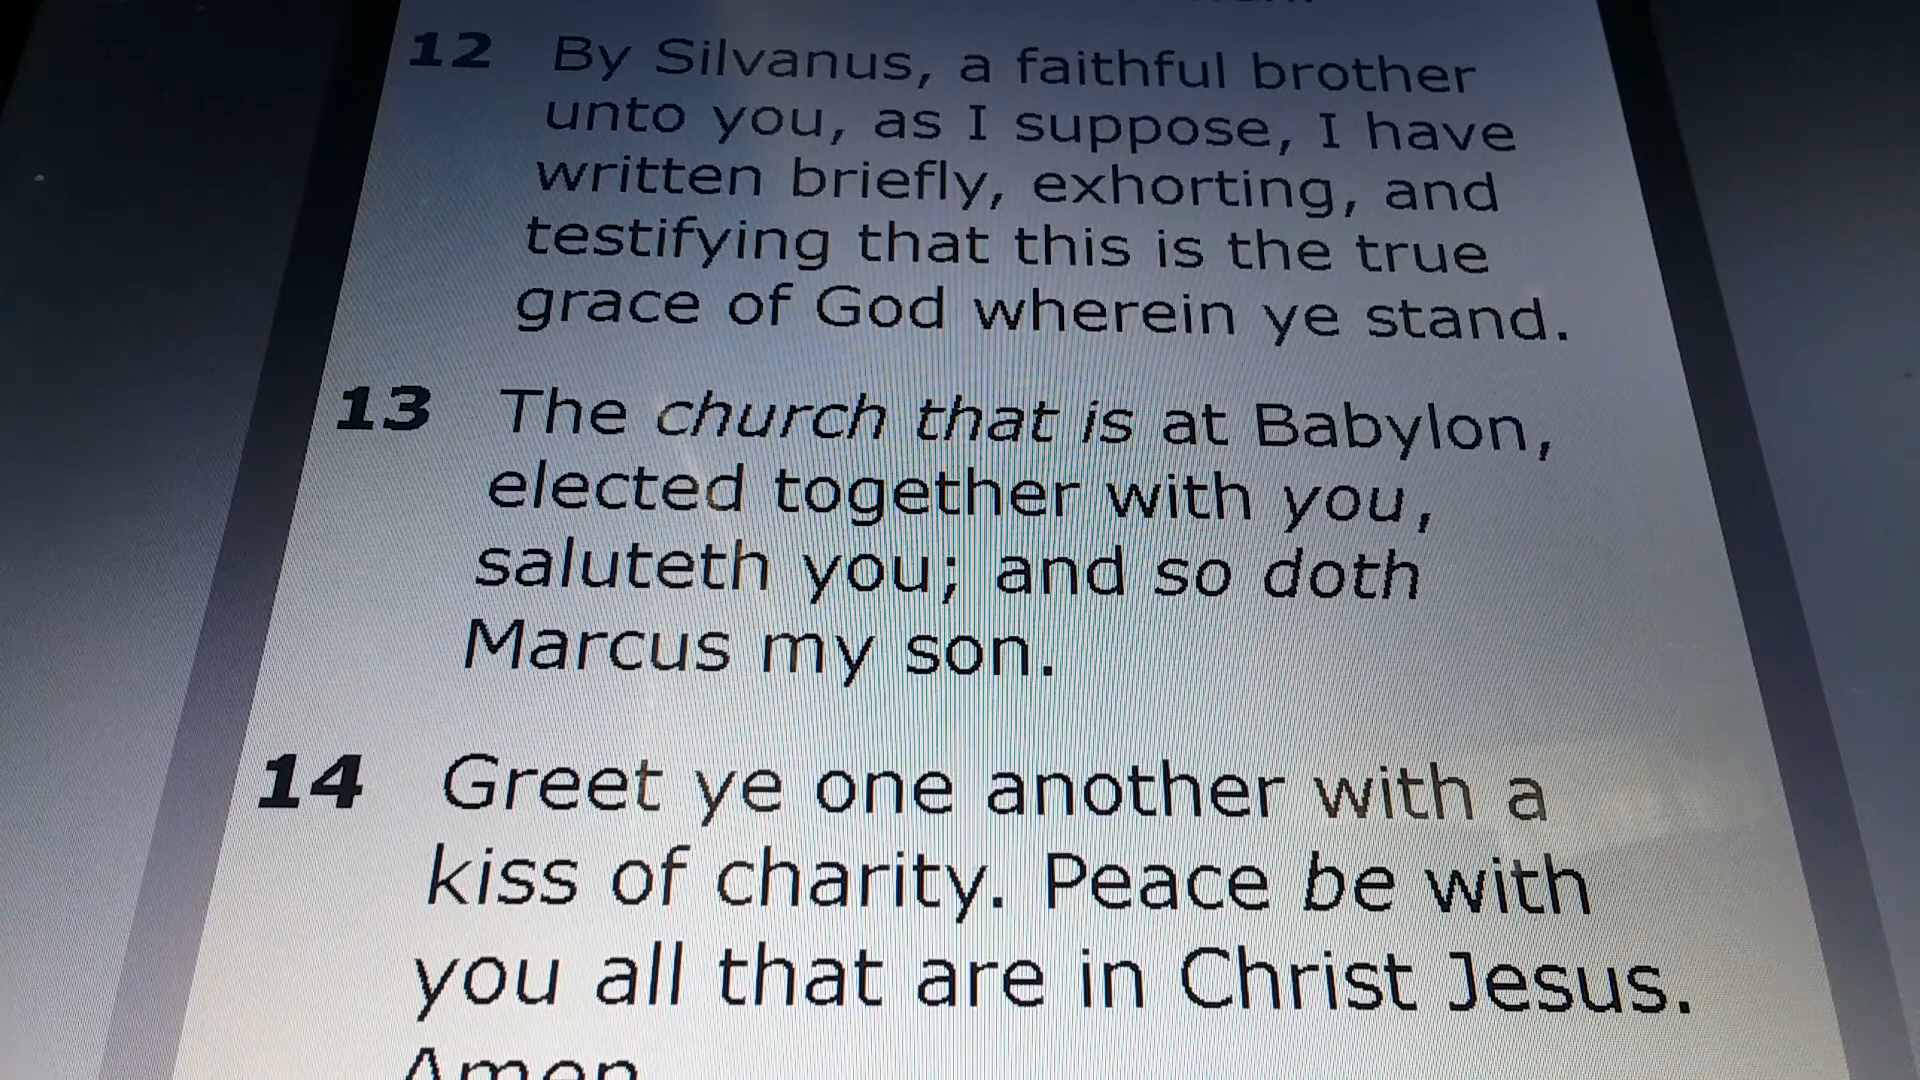 12 By Silvanus, a faithful brother
unto you, as I suppose, I have
written briefly, exhorting, and
testifying that this is the true
grace of God wherein ye stand.
13 The church that is at Babylon,
elected together with you,
saluteth you; and so doth
Marcus my son.
14 Greet ye one another with a
kiss of charity. Peace be with
you all that are in Christ Jesus.
Amen